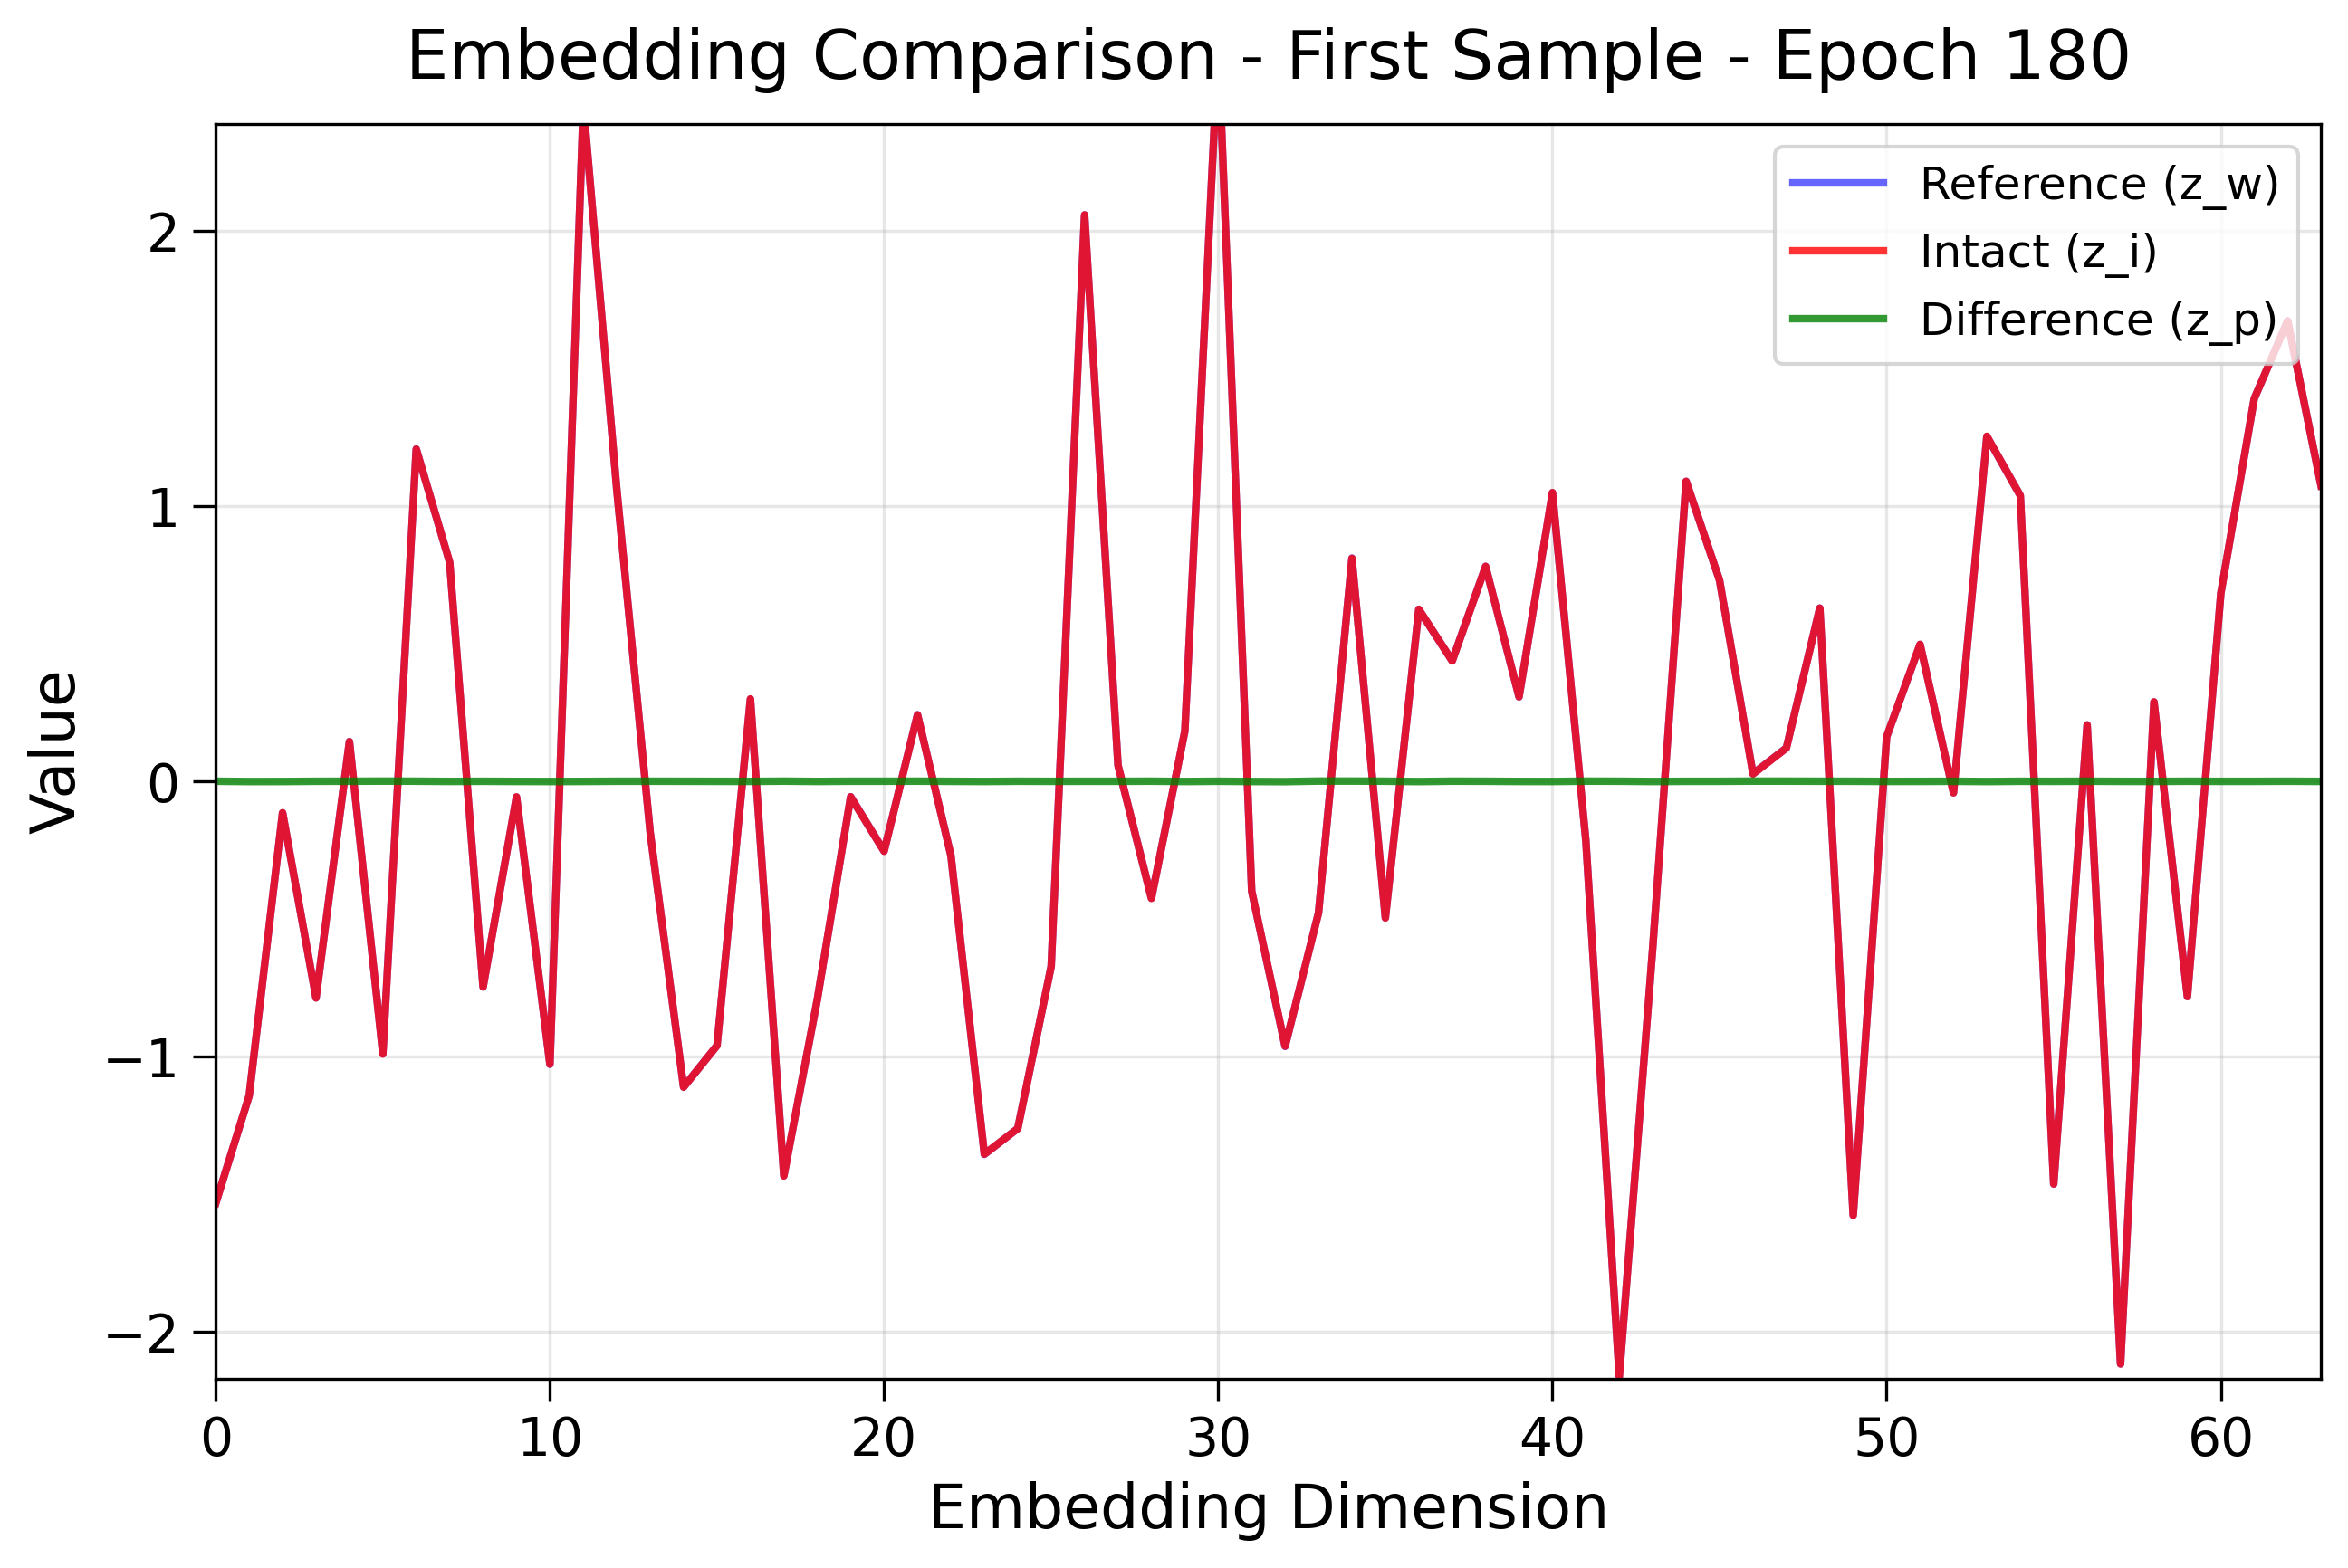 Embedding Comparison - First Sample - Epoch 180
Reference (z_w)
Intact (z_i)
Difference (z_p)
Value
2
1
0
−1
−2
0 10 20 30 40 50 60
Embedding Dimension